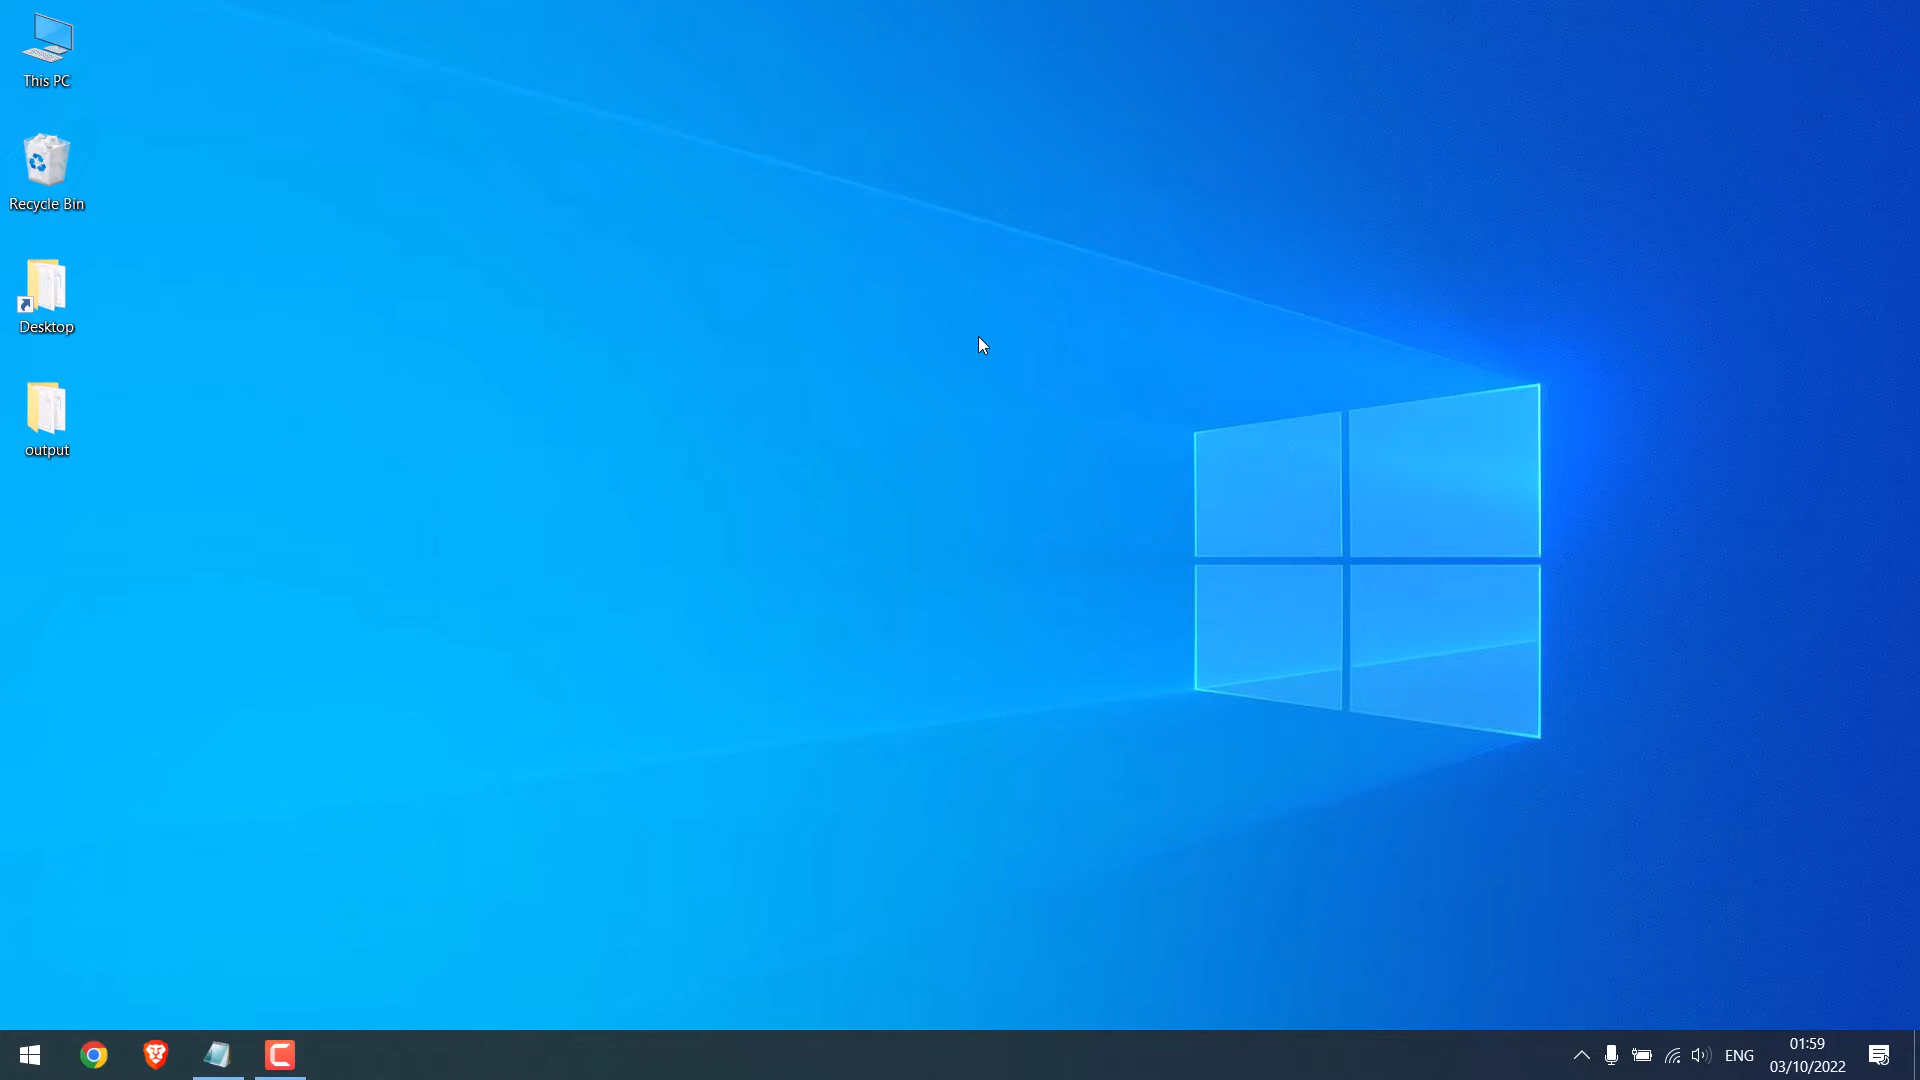 This PC
Recycle Bin
Desktop
output
ENG
01:59
03/10/2022